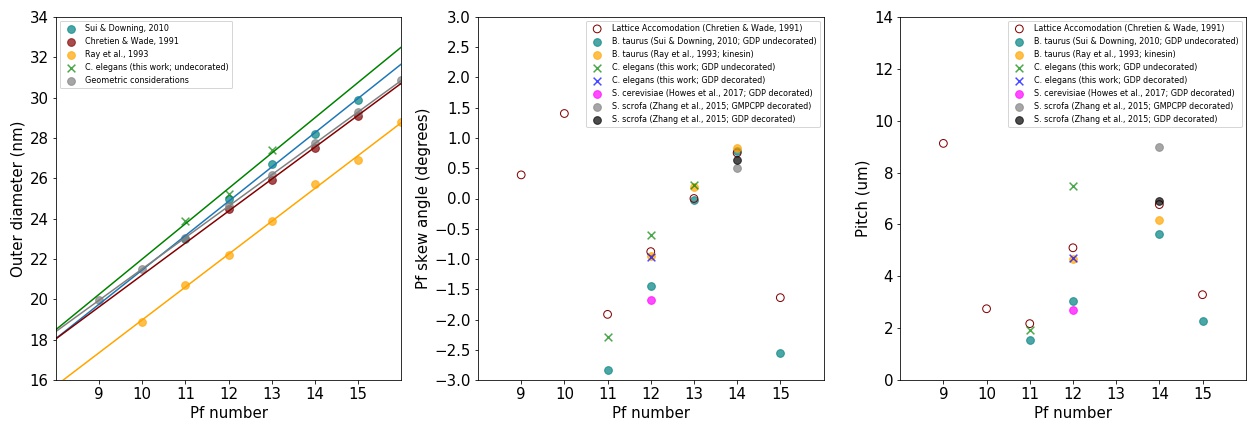 34
32
30
28
26
24
22
20
18
16
Outer diameter (nm)
Sui & Downing, 2010
Chretien & Wade, 1991
Ray et al., 1993
C. elegans (this work; undecorated)
Geometric considerations
9 10 11 12 13 14 15
Pf number
3.0
2.5
2.0
1.5
1.0
0.5
0.0
−0.5
−1.0
−1.5
−2.0
−2.5
−3.0
Pf skew angle (degrees)
Lattice Accomodation (Chretien & Wade, 1991)
B. taurus (Sui & Downing, 2010; GDP undecorated)
B. taurus (Ray et al., 1993; kinesin)
C. elegans (this work; GDP undecorated)
C. elegans (this work; GDP decorated)
S. cerevisiae (Howes et al., 2017; GDP decorated)
S. scrofa (Zhang et al., 2015; GMPCPP decorated)
S. scrofa (Zhang et al., 2015; GDP decorated)
9 10 11 12 13 14 15
Pf number
14
12
10
8
6
4
2
0
Pitch (um)
Lattice Accomodation (Chretien & Wade, 1991)
B. taurus (Sui & Downing, 2010; GDP undecorated)
B. taurus (Ray et al., 1993; kinesin)
C. elegans (this work; GDP undecorated)
C. elegans (this work; GDP decorated)
S. cerevisiae (Howes et al., 2017; GDP decorated)
S. scrofa (Zhang et al., 2015; GMPCPP decorated)
S. scrofa (Zhang et al., 2015; GDP decorated)
9 10 11 12 13 14 15
Pf number